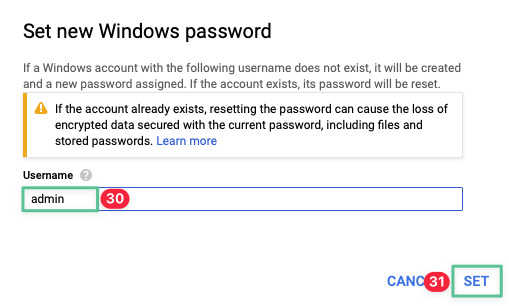 Set new Windows password
If a Windows account with the following username does not exist, it will be created
and a new password assigned. If the account exists, its password will be reset.
If the account already exists, resetting the password can cause the loss of
encrypted data secured with the current password, including files and
stored passwords. Learn more
Username ?
admin 30
CANC 31 SET